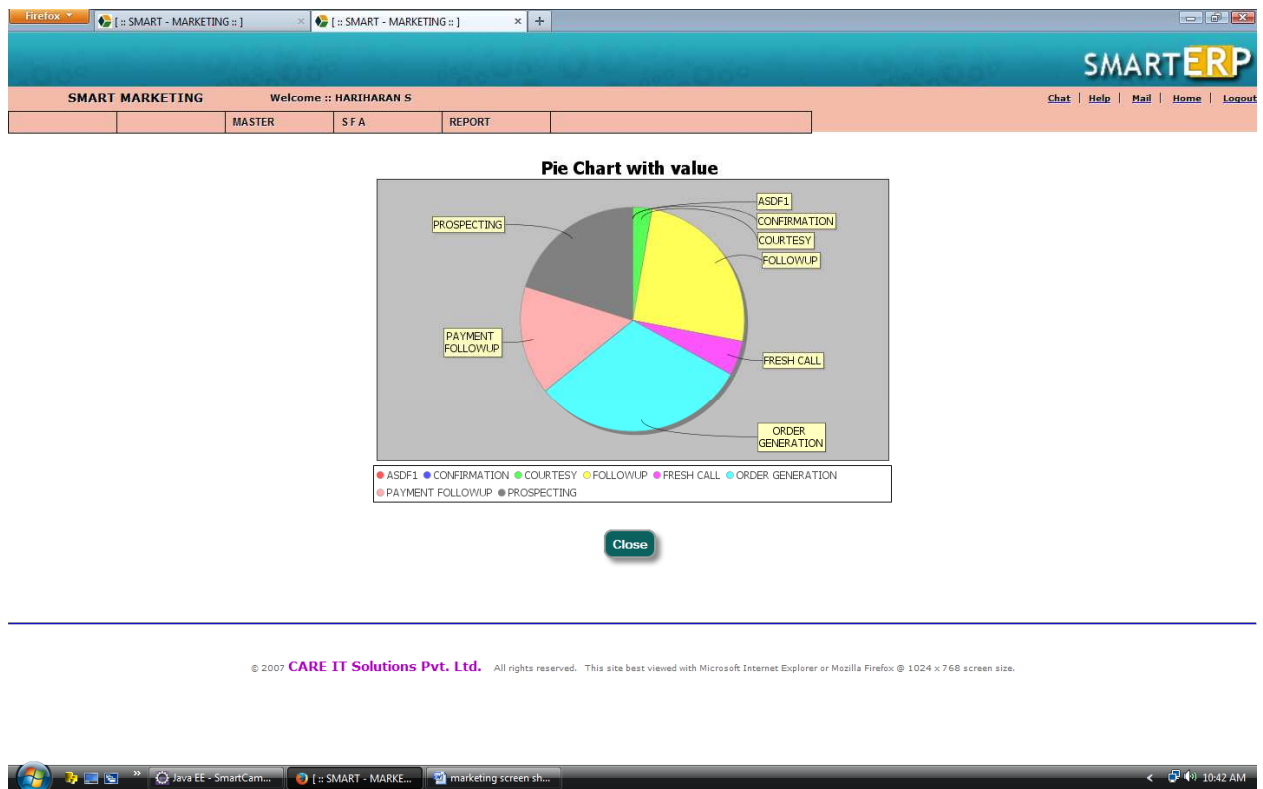 Firefox
[ :: SMART - MARKETING :: ] × [ :: SMART - MARKETING :: ] × +
SMARTERP
SMART MARKETING Welcome :: HARIHARAN S Chat | Help | Mail | Home | Logout
MASTER S F A REPORT
Pie Chart with value
ASDF1
CONFIRMATION
COURTESY
FOLLOWUP
PROSPECTING
PAYMENT
FOLLOWUP
FRESH CALL
ORDER
GENERATION
ASDF1 CONFIRMATION COURTESY FOLLOWUP FRESH CALL ORDER GENERATION
PAYMENT FOLLOWUP PROSPECTING
Close
© 2007 CARE IT Solutions Pvt. Ltd. All rights reserved. This site best viewed with Microsoft Internet Explorer or Mozilla Firefox @ 1024 x 768 screen size.
Java EE - SmartCam... [ :: SMART - MARKE... marketing screen sh... 10:42 AM